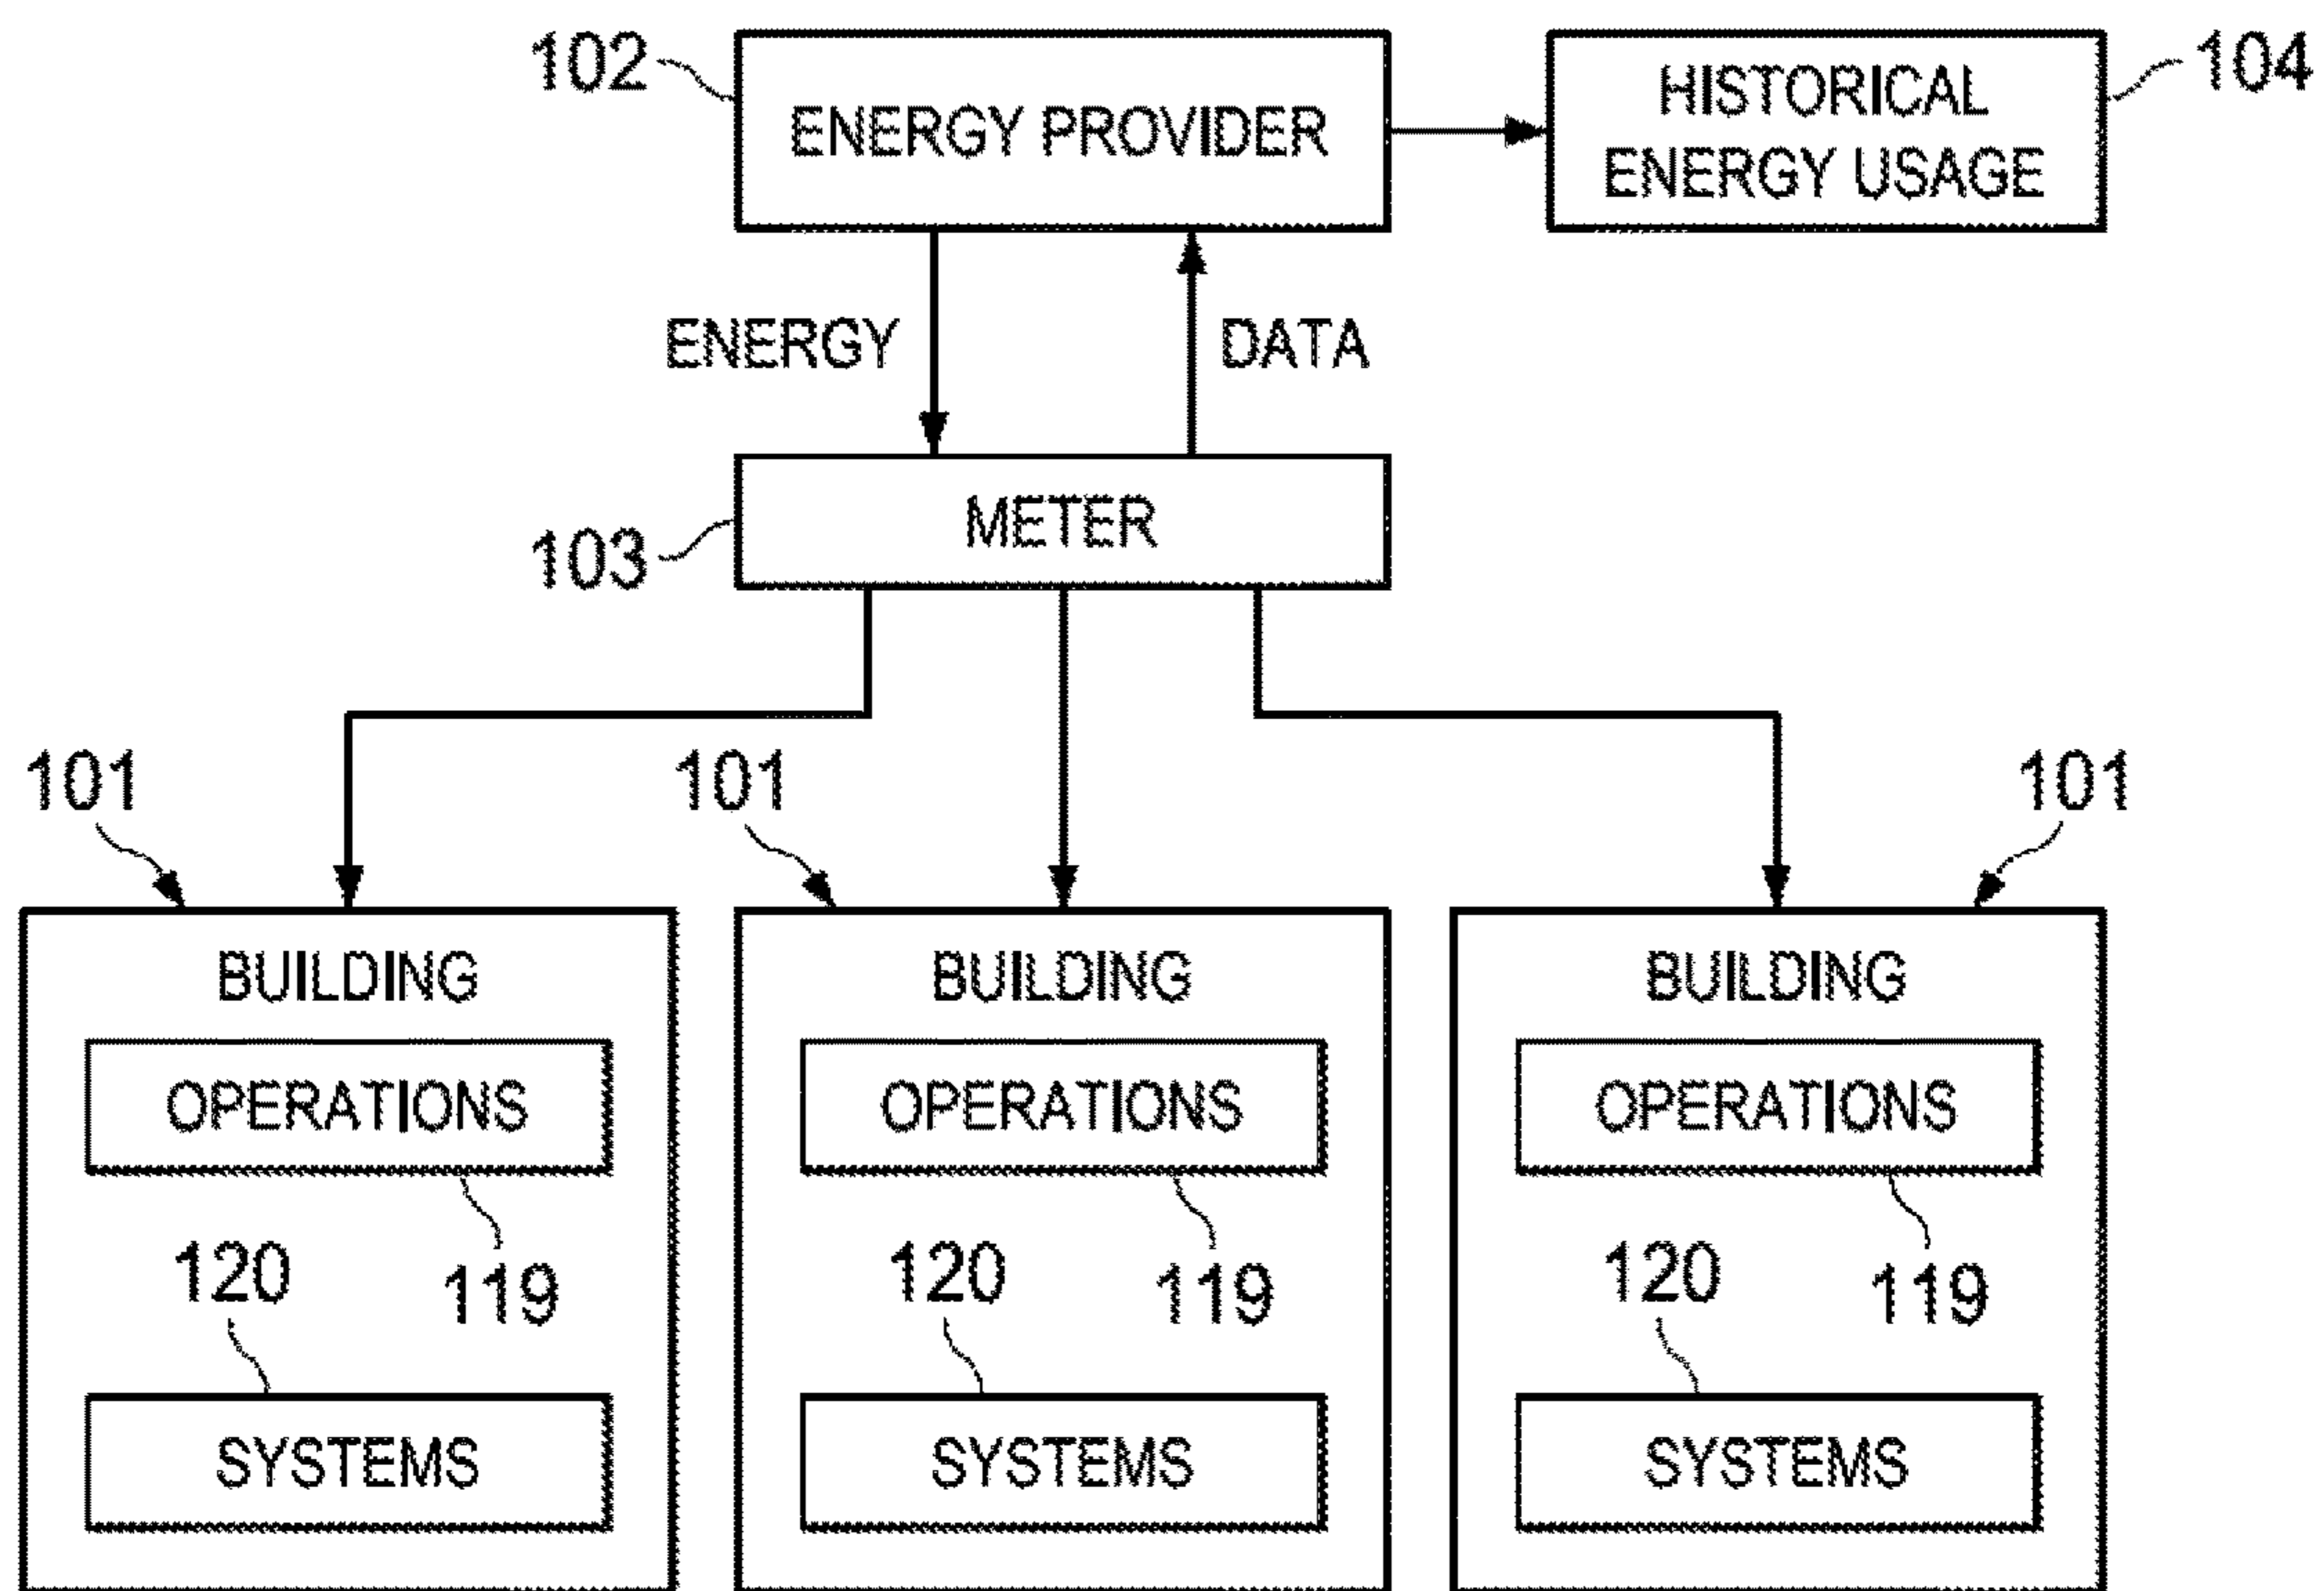 102
ENERGY PROVIDER
HISTORICAL
ENERGY USAGE
104
ENERGY
DATA
103
METER
101
101
101
BUILDING
BUILDING
BUILDING
OPERATIONS
OPERATIONS
OPERATIONS
120
119
120
119
120
119
SYSTEMS
SYSTEMS
SYSTEMS